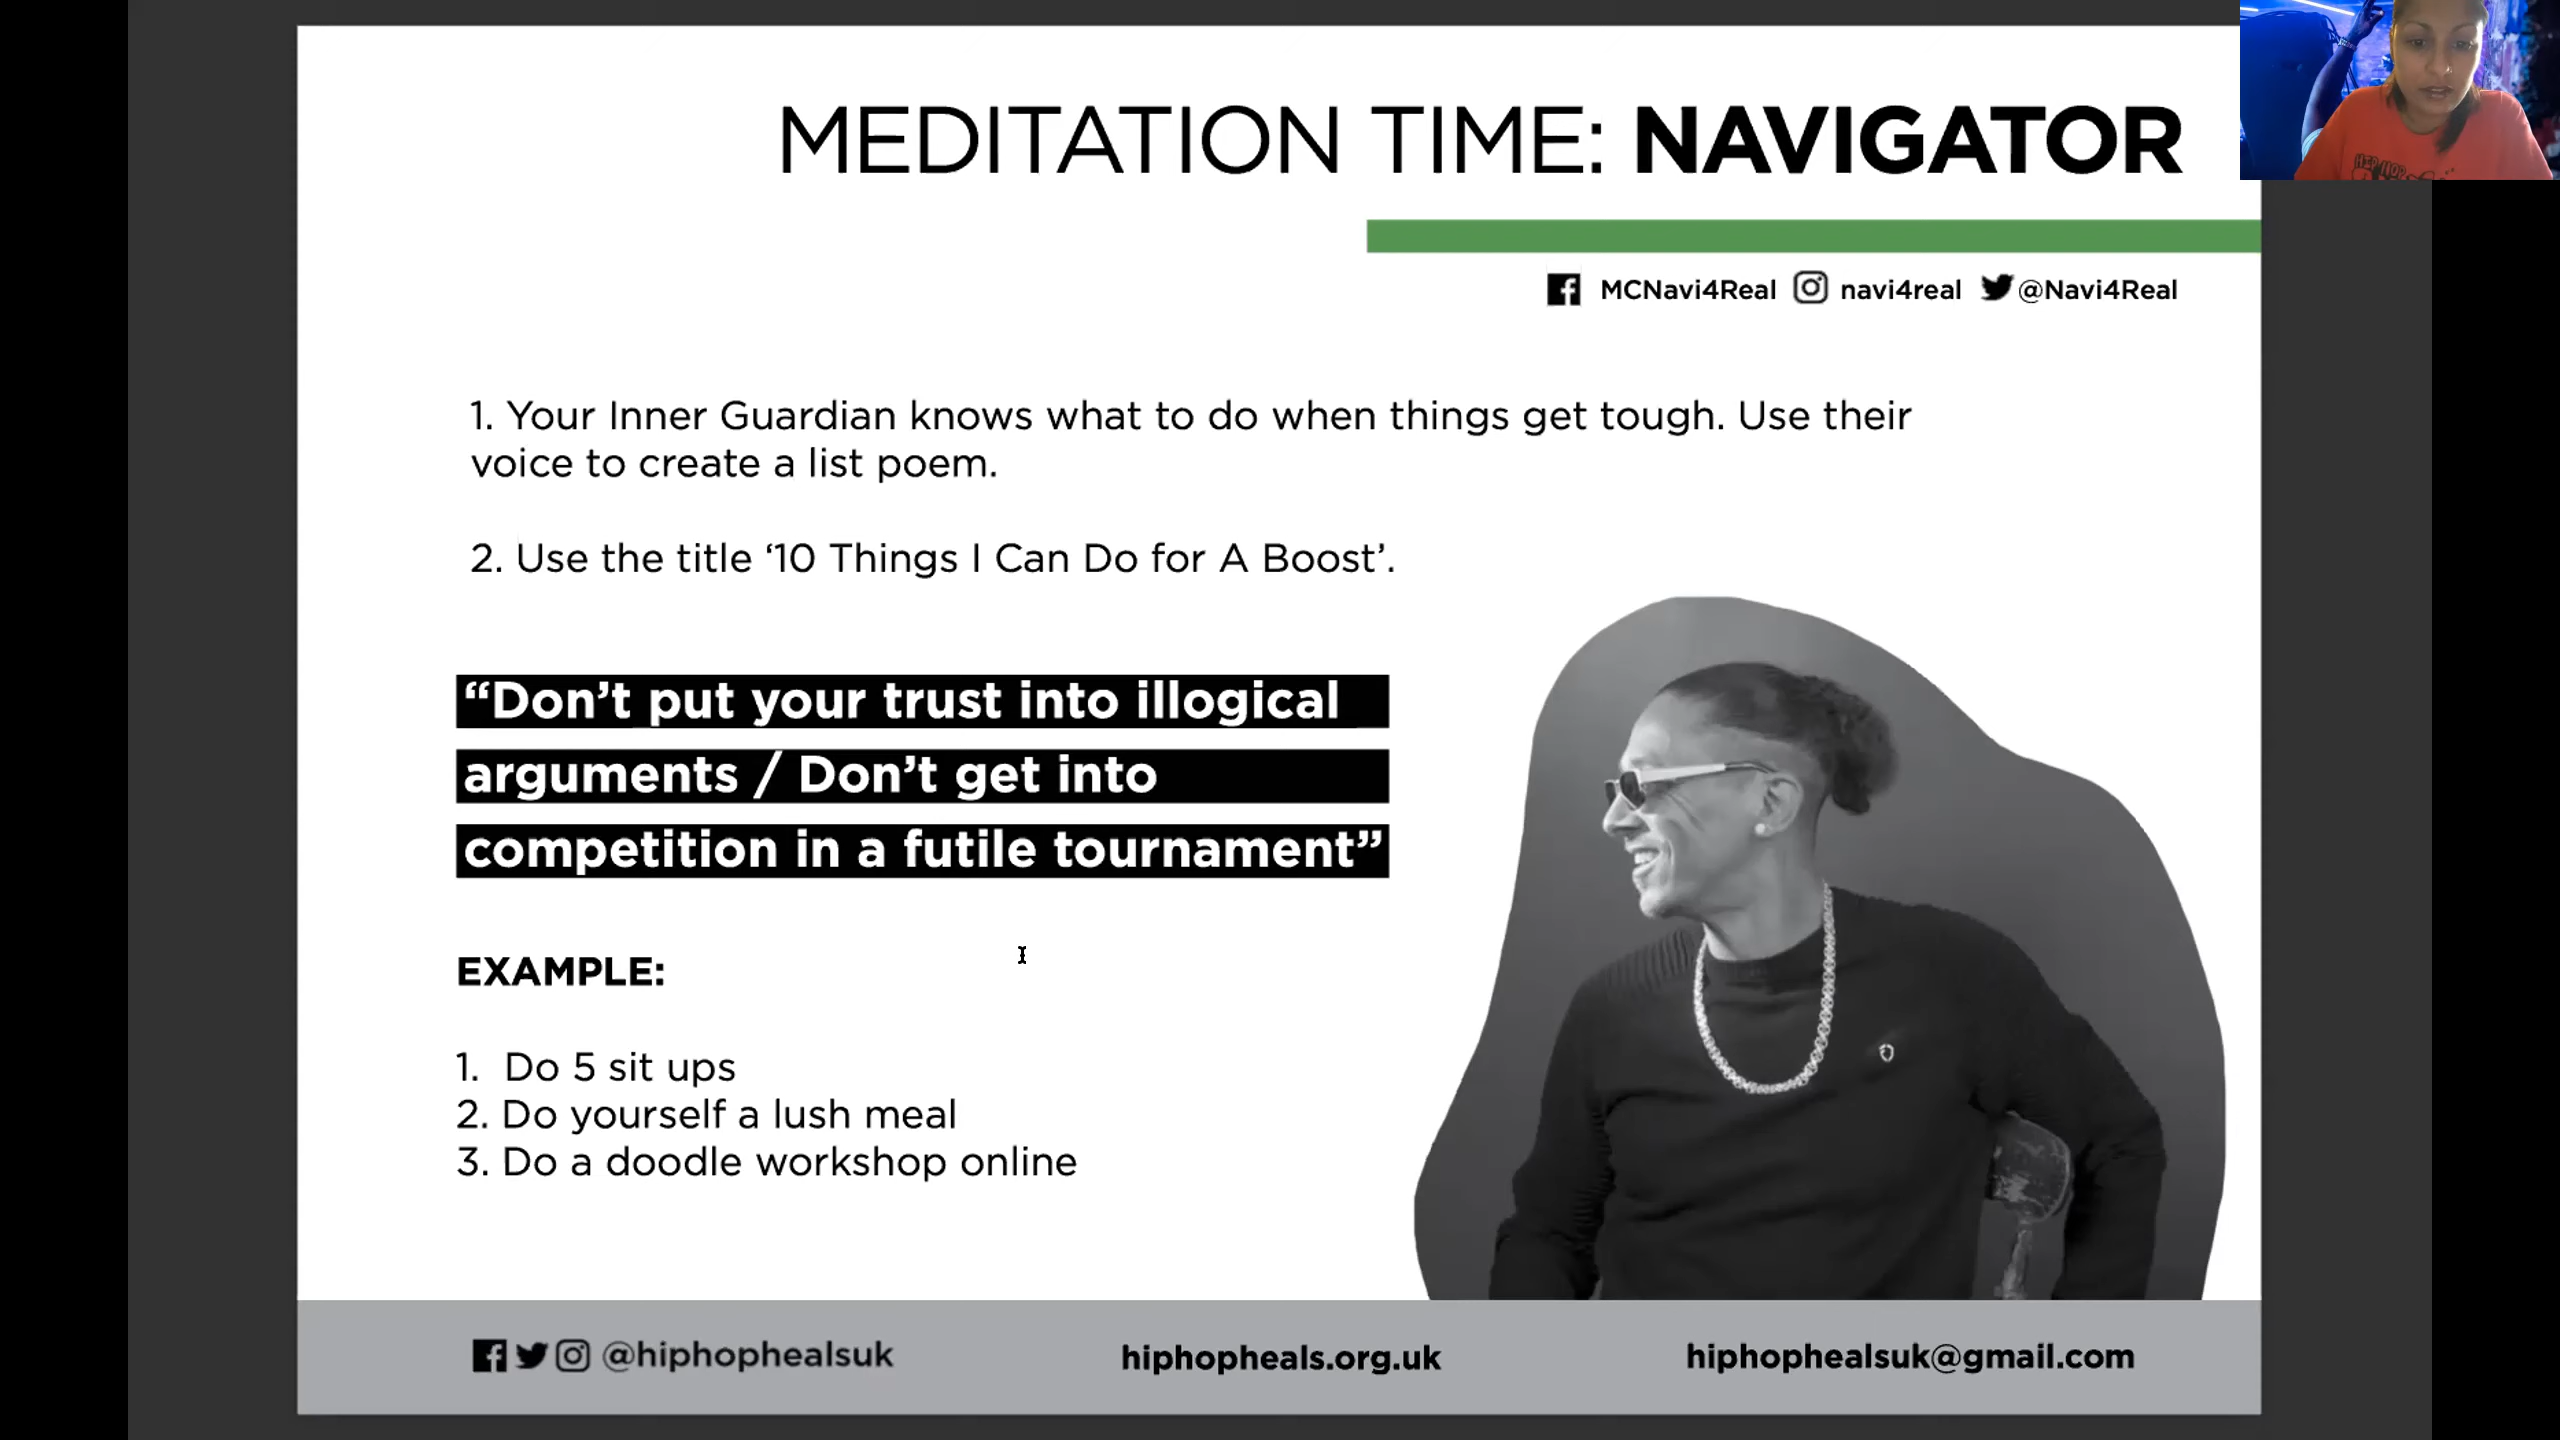 MEDITATION TIME: NAVIGATOR
MCNavi4Real navi4real @Navi4Real
1. Your Inner Guardian knows what to do when things get tough. Use their
voice to create a list poem.
2. Use the title ‘10 Things I Can Do for A Boost’.
“Don’t put your trust into illogical
arguments / Don’t get into
competition in a futile tournament”
EXAMPLE:
1. Do 5 sit ups
2. Do yourself a lush meal
3. Do a doodle workshop online
@hiphophealsuk hiphopheals.org.uk hiphophealsuk@gmail.com
HIP HOP